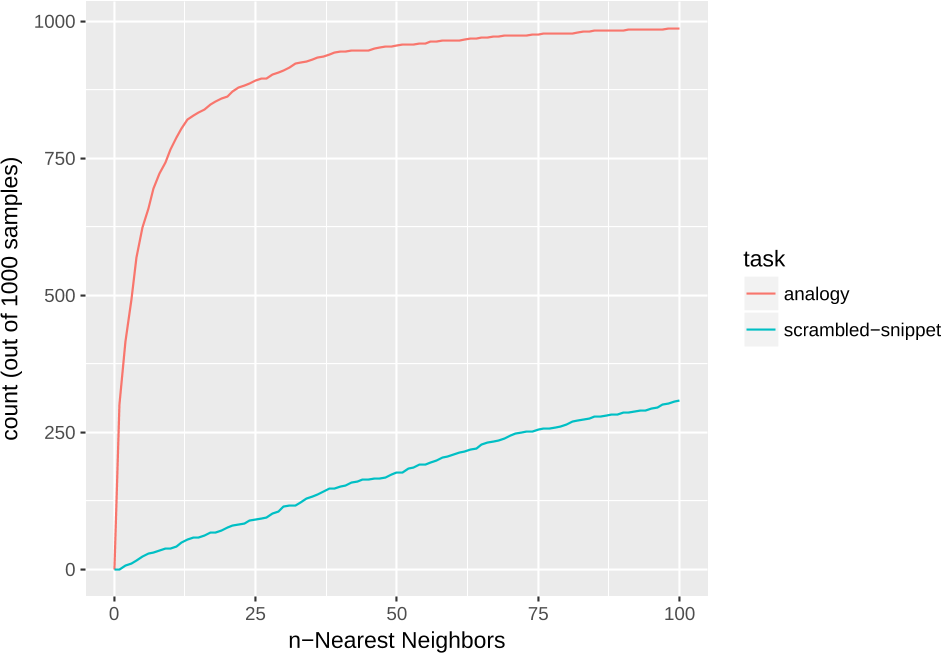 1000
750
500
250
0
count (out of 1000 samples)
0 25 50 75 100
n−Nearest Neighbors
task
analogy
scrambled−snippet